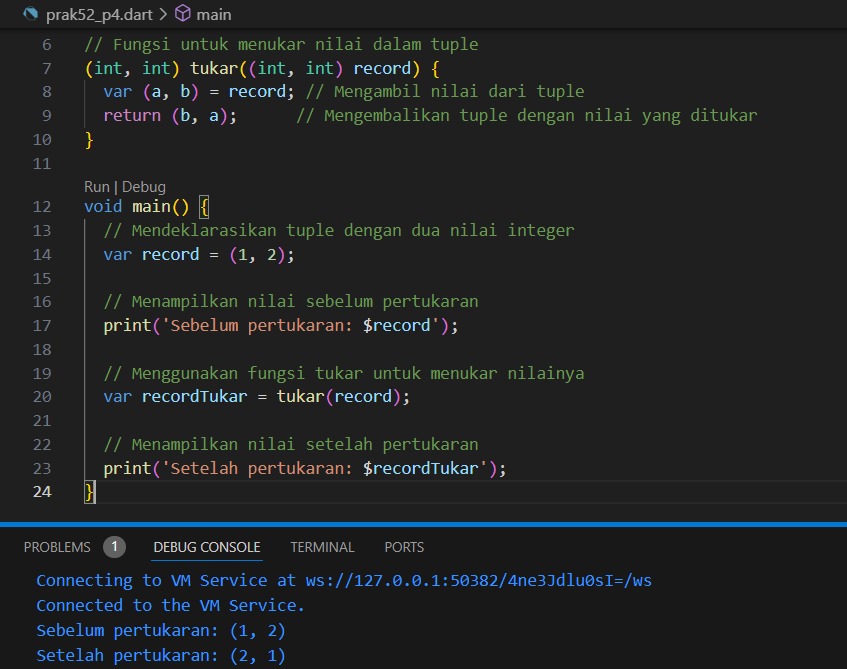 prak52_p4.dart > main
6 // Fungsi untuk menukar nilai dalam tuple
7 (int, int) tukar((int, int) record) {
8   var (a, b) = record; // Mengambil nilai dari tuple
9   return (b, a);      // Mengembalikan tuple dengan nilai yang ditukar
10 }
11
Run | Debug
12 void main() {
13   // Mendeklarasikan tuple dengan dua nilai integer
14   var record = (1, 2);
15
16   // Menampilkan nilai sebelum pertukaran
17   print('Sebelum pertukaran: $record');
18
19   // Menggunakan fungsi tukar untuk menukar nilainya
20   var recordTukar = tukar(record);
21
22   // Menampilkan nilai setelah pertukaran
23   print('Setelah pertukaran: $recordTukar');
24 }
PROBLEMS 1 DEBUG CONSOLE TERMINAL PORTS
Connecting to VM Service at ws://127.0.0.1:50382/4ne3Jdlu0sI=/ws
Connected to the VM Service.
Sebelum pertukaran: (1, 2)
Setelah pertukaran: (2, 1)